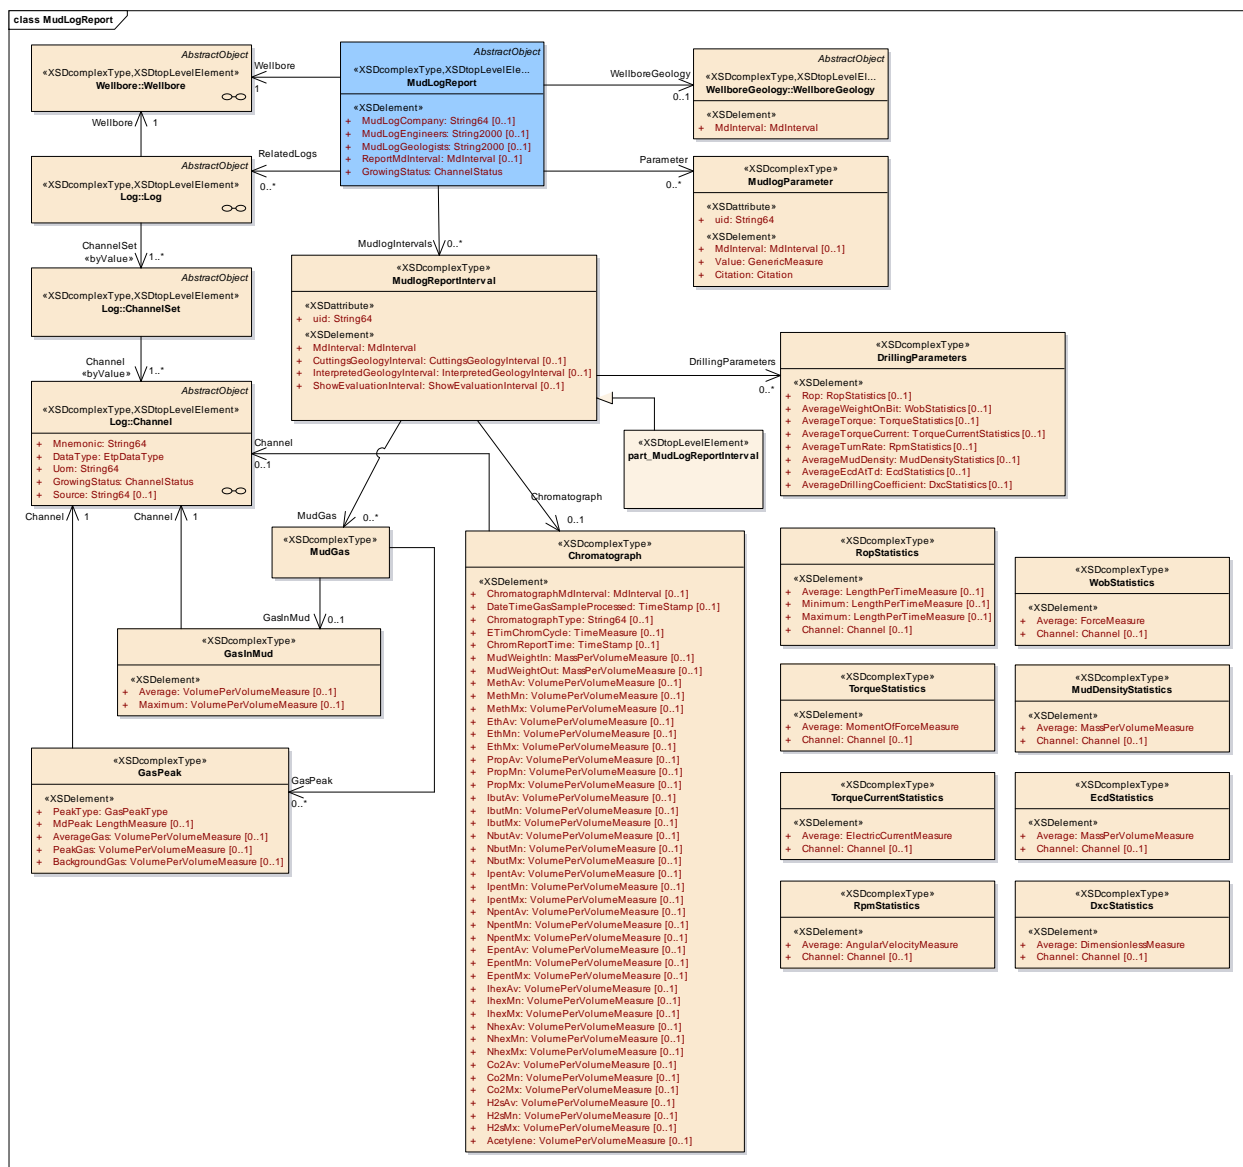 class MudLogReport
AbstractObject
«XSDcomplexType,XSDtopLevelElement»
Wellbore::Wellbore
Wellbore
1
AbstractObject
«XSDcomplexType,XSDtopLevelEle...
MudLogReport
«XSDelement»
+ MudLogCompany: String64 [0..1]
+ MudLogEngineers: String2000 [0..1]
+ MudLogGeologists: String2000 [0..1]
+ ReportMdInterval: MdInterval [0..1]
+ GrowingStatus: ChannelStatus
WellboreGeology
0..1
AbstractObject
«XSDcomplexType,XSDtopLevelEl...
WellboreGeology::WellboreGeology
«XSDelement»
+ MdInterval: MdInterval
Wellbore
1
RelatedLogs
0..*
AbstractObject
«XSDcomplexType,XSDtopLevelElement»
Log::Log
Parameter
0..*
«XSDcomplexType»
MudlogParameter
«XSDattribute»
+ uid: String64
«XSDelement»
+ MdInterval: MdInterval [0..1]
+ Value: GenericMeasure
+ Citation: Citation
ChannelSet
«byValue»
1..*
AbstractObject
«XSDcomplexType,XSDtopLevelElement»
Log::ChannelSet
MudlogIntervals
0..*
«XSDcomplexType»
MudlogReportInterval
«XSDattribute»
+ uid: String64
«XSDelement»
+ MdInterval: MdInterval
+ CuttingsGeologyInterval: CuttingsGeologyInterval [0..1]
+ InterpretedGeologyInterval: InterpretedGeologyInterval [0..1]
+ ShowEvaluationInterval: ShowEvaluationInterval [0..1]
Channel
«byValue»
1..*
AbstractObject
«XSDcomplexType,XSDtopLevelElement»
Log::Channel
+ Mnemonic: String64
+ DataType: EtpDataType
+ Uom: String64
+ GrowingStatus: ChannelStatus
+ Source: String64 [0..1]
Channel
0..1
DrillingParameters
0..*
«XSDcomplexType»
DrillingParameters
«XSDelement»
+ Rop: RopStatistics [0..1]
+ AverageWeightOnBit: WobStatistics [0..1]
+ AverageTorque: TorqueStatistics [0..1]
+ AverageTorqueCurrent: TorqueCurrentStatistics [0..1]
+ AverageTurnRate: RpmStatistics [0..1]
+ AverageMudDensity: MudDensityStatistics [0..1]
+ AverageEcdAtTd: EcdStatistics [0..1]
+ AverageDrillingCoefficient: DxcStatistics [0..1]
«XSDtopLevelElement»
part_MudLogReportInterval
Channel
1
Channel
1
MudGas
0..*
Chromatograph
0..1
«XSDcomplexType»
MudGas
GasInMud
0..1
«XSDcomplexType»
GasInMud
«XSDelement»
+ Average: VolumePerVolumeMeasure [0..1]
+ Maximum: VolumePerVolumeMeasure [0..1]
GasPeak
0..*
«XSDcomplexType»
GasPeak
«XSDelement»
+ PeakType: GasPeakType
+ MdPeak: LengthMeasure [0..1]
+ AverageGas: VolumePerVolumeMeasure [0..1]
+ PeakGas: VolumePerVolumeMeasure [0..1]
+ BackgroundGas: VolumePerVolumeMeasure [0..1]
«XSDcomplexType»
Chromatograph
«XSDelement»
+ ChromatographMdInterval: MdInterval [0..1]
+ DateTimeGasSampleProcessed: TimeStamp [0..1]
+ ChromatographType: String64 [0..1]
+ ETimChromCycle: TimeMeasure [0..1]
+ ChromReportTime: TimeStamp [0..1]
+ MudWeightIn: MassPerVolumeMeasure [0..1]
+ MudWeightOut: MassPerVolumeMeasure [0..1]
+ MethAv: VolumePerVolumeMeasure [0..1]
+ MethMn: VolumePerVolumeMeasure [0..1]
+ MethMx: VolumePerVolumeMeasure [0..1]
+ EthAv: VolumePerVolumeMeasure [0..1]
+ EthMn: VolumePerVolumeMeasure [0..1]
+ EthMx: VolumePerVolumeMeasure [0..1]
+ PropAv: VolumePerVolumeMeasure [0..1]
+ PropMn: VolumePerVolumeMeasure [0..1]
+ PropMx: VolumePerVolumeMeasure [0..1]
+ IbutAv: VolumePerVolumeMeasure [0..1]
+ IbutMn: VolumePerVolumeMeasure [0..1]
+ IbutMx: VolumePerVolumeMeasure [0..1]
+ NbutAv: VolumePerVolumeMeasure [0..1]
+ NbutMn: VolumePerVolumeMeasure [0..1]
+ NbutMx: VolumePerVolumeMeasure [0..1]
+ IpentAv: VolumePerVolumeMeasure [0..1]
+ IpentMn: VolumePerVolumeMeasure [0..1]
+ IpentMx: VolumePerVolumeMeasure [0..1]
+ NpentAv: VolumePerVolumeMeasure [0..1]
+ NpentMn: VolumePerVolumeMeasure [0..1]
+ NpentMx: VolumePerVolumeMeasure [0..1]
+ EpentAv: VolumePerVolumeMeasure [0..1]
+ EpentMn: VolumePerVolumeMeasure [0..1]
+ EpentMx: VolumePerVolumeMeasure [0..1]
+ IhexAv: VolumePerVolumeMeasure [0..1]
+ IhexMn: VolumePerVolumeMeasure [0..1]
+ IhexMx: VolumePerVolumeMeasure [0..1]
+ NhexAv: VolumePerVolumeMeasure [0..1]
+ NhexMn: VolumePerVolumeMeasure [0..1]
+ NhexMx: VolumePerVolumeMeasure [0..1]
+ Co2Av: VolumePerVolumeMeasure [0..1]
+ Co2Mn: VolumePerVolumeMeasure [0..1]
+ Co2Mx: VolumePerVolumeMeasure [0..1]
+ H2sAv: VolumePerVolumeMeasure [0..1]
+ H2sMn: VolumePerVolumeMeasure [0..1]
+ H2sMx: VolumePerVolumeMeasure [0..1]
+ Acetylene: VolumePerVolumeMeasure [0..1]
«XSDcomplexType»
RopStatistics
«XSDelement»
+ Average: LengthPerTimeMeasure [0..1]
+ Minimum: LengthPerTimeMeasure [0..1]
+ Maximum: LengthPerTimeMeasure [0..1]
+ Channel: Channel [0..1]
«XSDcomplexType»
WobStatistics
«XSDelement»
+ Average: ForceMeasure
+ Channel: Channel [0..1]
«XSDcomplexType»
TorqueStatistics
«XSDelement»
+ Average: MomentOfForceMeasure
+ Channel: Channel [0..1]
«XSDcomplexType»
MudDensityStatistics
«XSDelement»
+ Average: MassPerVolumeMeasure
+ Channel: Channel [0..1]
«XSDcomplexType»
TorqueCurrentStatistics
«XSDelement»
+ Average: ElectricCurrentMeasure
+ Channel: Channel [0..1]
«XSDcomplexType»
EcdStatistics
«XSDelement»
+ Average: MassPerVolumeMeasure
+ Channel: Channel [0..1]
«XSDcomplexType»
RpmStatistics
«XSDelement»
+ Average: AngularVelocityMeasure
+ Channel: Channel [0..1]
«XSDcomplexType»
DxcStatistics
«XSDelement»
+ Average: DimensionlessMeasure
+ Channel: Channel [0..1]